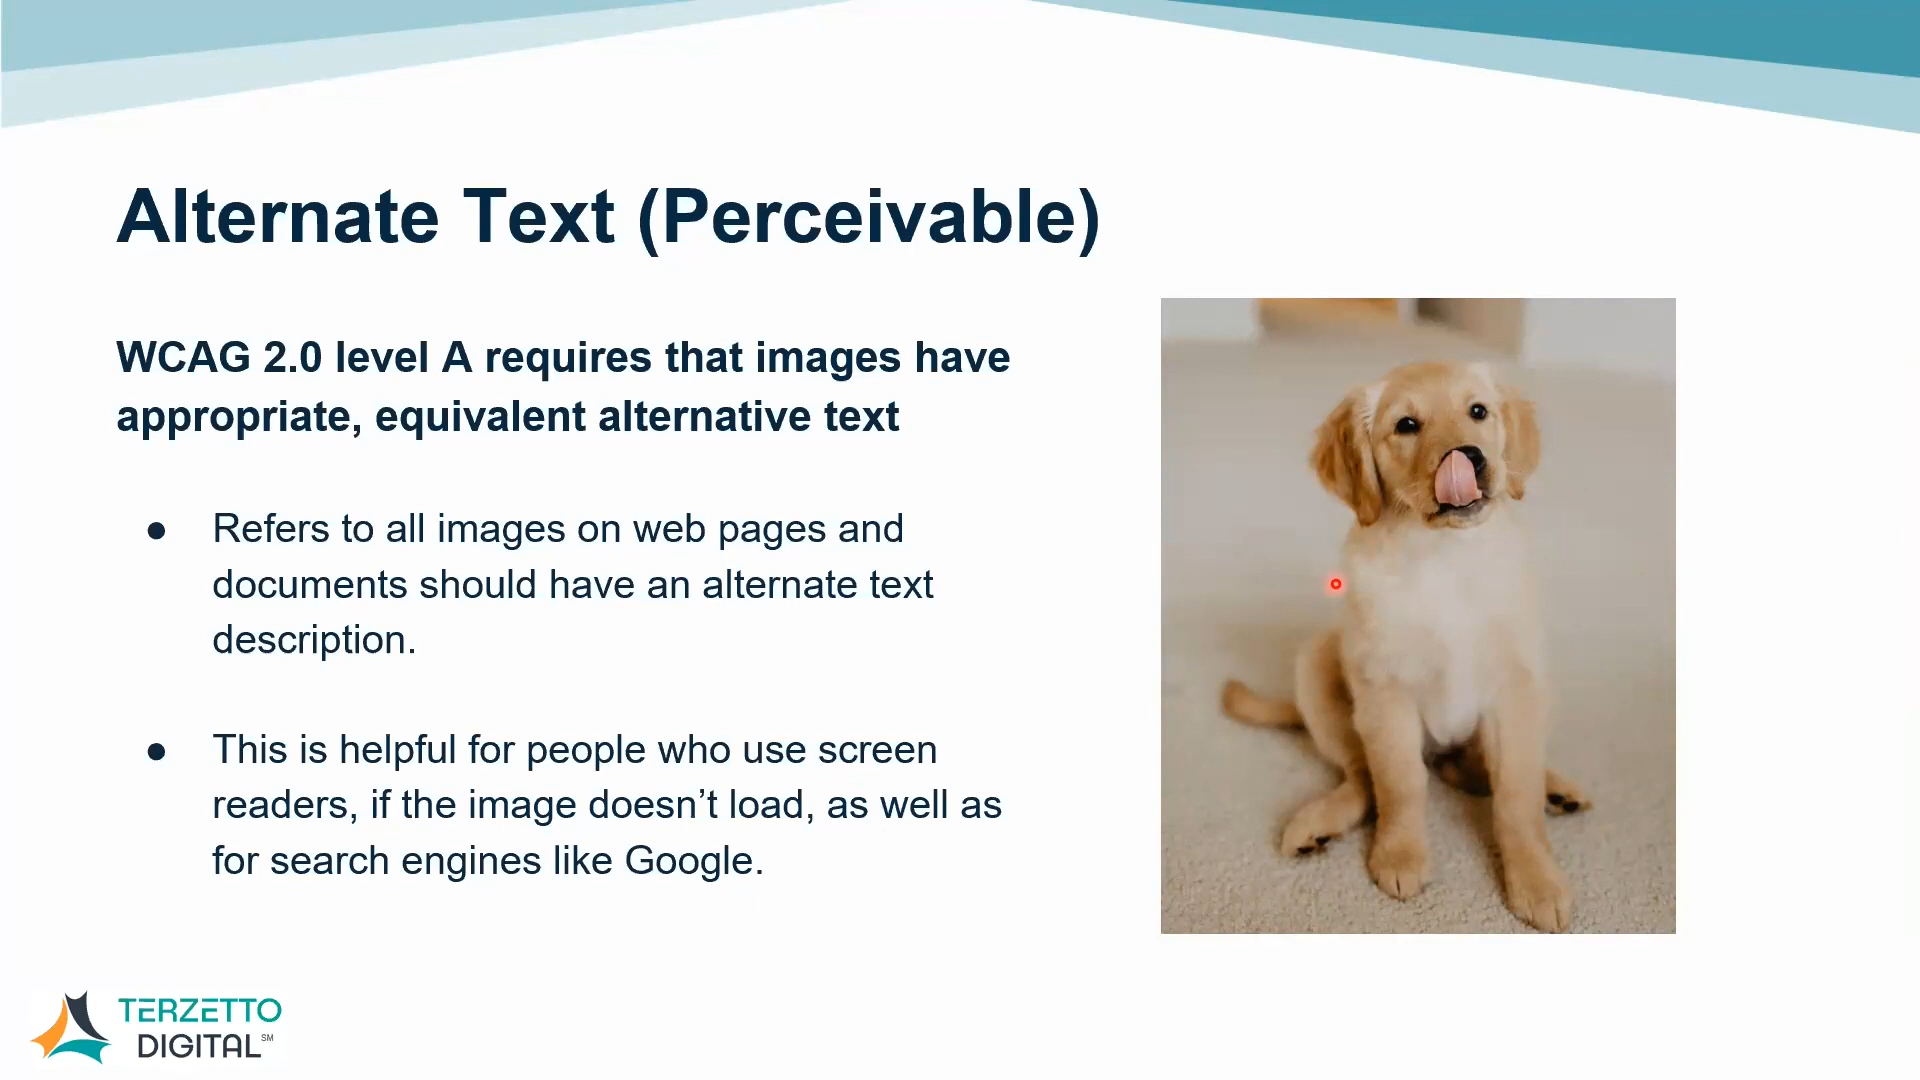 Alternate Text (Perceivable)
WCAG 2.0 level A requires that images have
appropriate, equivalent alternative text
● Refers to all images on web pages and
documents should have an alternate text
description.
● This is helpful for people who use screen
readers, if the image doesn’t load, as well as
for search engines like Google.
TERZETTO
DIGITAL℠